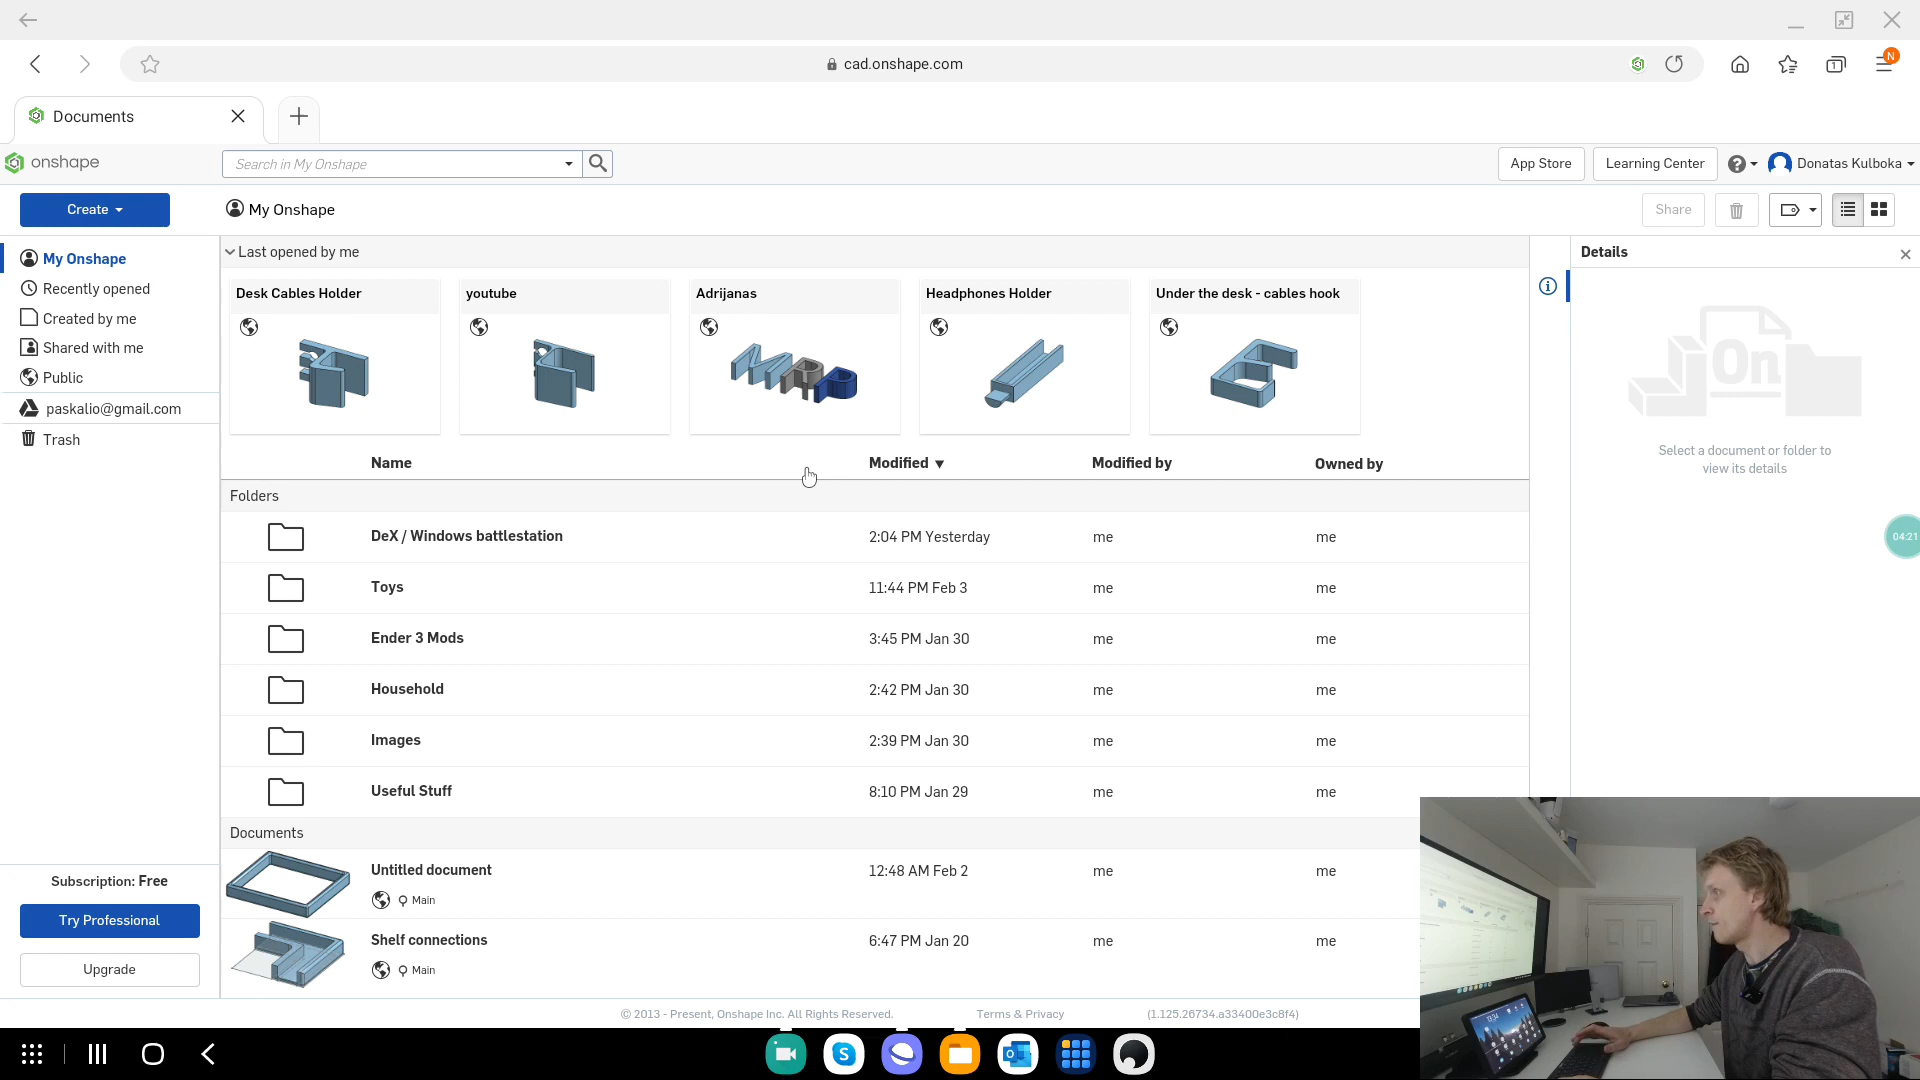 cad.onshape.com
N
1
Documents
onshape
Search in My Onshape
App Store
Learning Center
Donatas Kulboka
Create
My Onshape
Share
My Onshape
Recently opened
Created by me
Shared with me
Public
paskalio@gmail.com
Trash
Last opened by me
Desk Cables Holder
youtube
Adrijanas
Headphones Holder
Under the desk - cables hook
Details
On
Select a document or folder to
view its details
04:21
Name
Modified
Modified by
Owned by
Folders
DeX / Windows battlestation
2:04 PM Yesterday
me
me
Toys
11:44 PM Feb 3
me
me
Ender 3 Mods
3:45 PM Jan 30
me
me
Household
2:42 PM Jan 30
me
me
Images
2:39 PM Jan 30
me
me
Useful Stuff
8:10 PM Jan 29
me
me
Documents
Untitled document
Main
12:48 AM Feb 2
me
me
Shelf connections
Main
6:47 PM Jan 20
me
me
Subscription: Free
Try Professional
Upgrade
© 2013 - Present, Onshape Inc. All Rights Reserved.
Terms & Privacy
(1.125.26734.a33400e3c8f4)